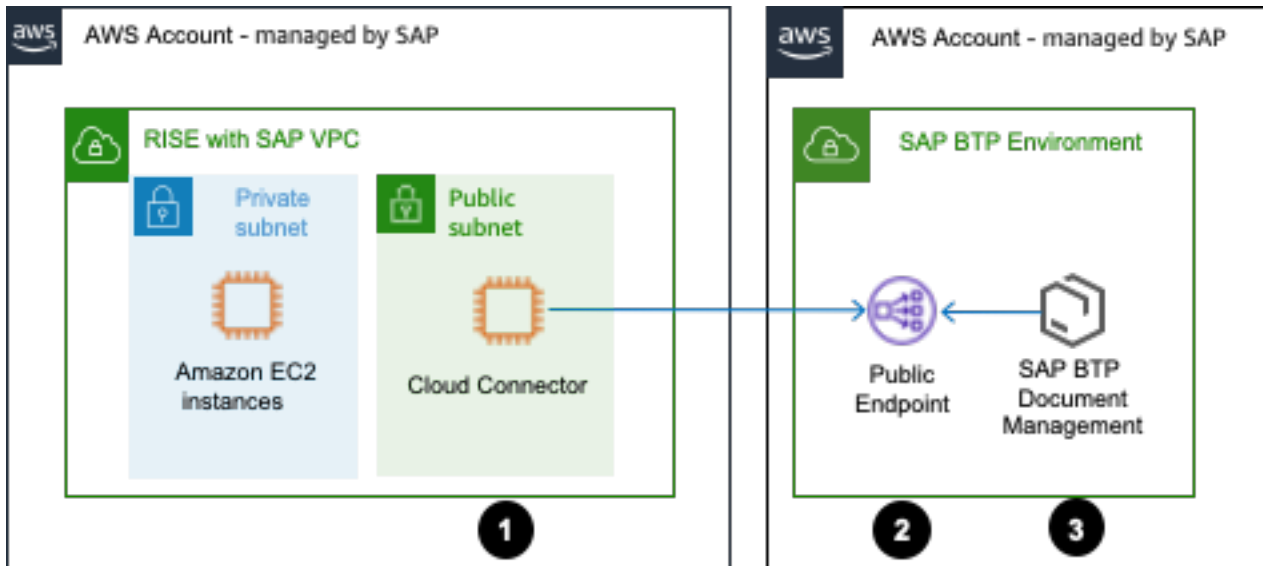 aws
AWS Account - managed by SAP
RISE with SAP VPC
Private
subnet
Public
subnet
Amazon EC2
instances
Cloud Connector
1
aws
AWS Account - managed by SAP
SAP BTP Environment
Public
Endpoint
SAP BTP
Document
Management
2
3